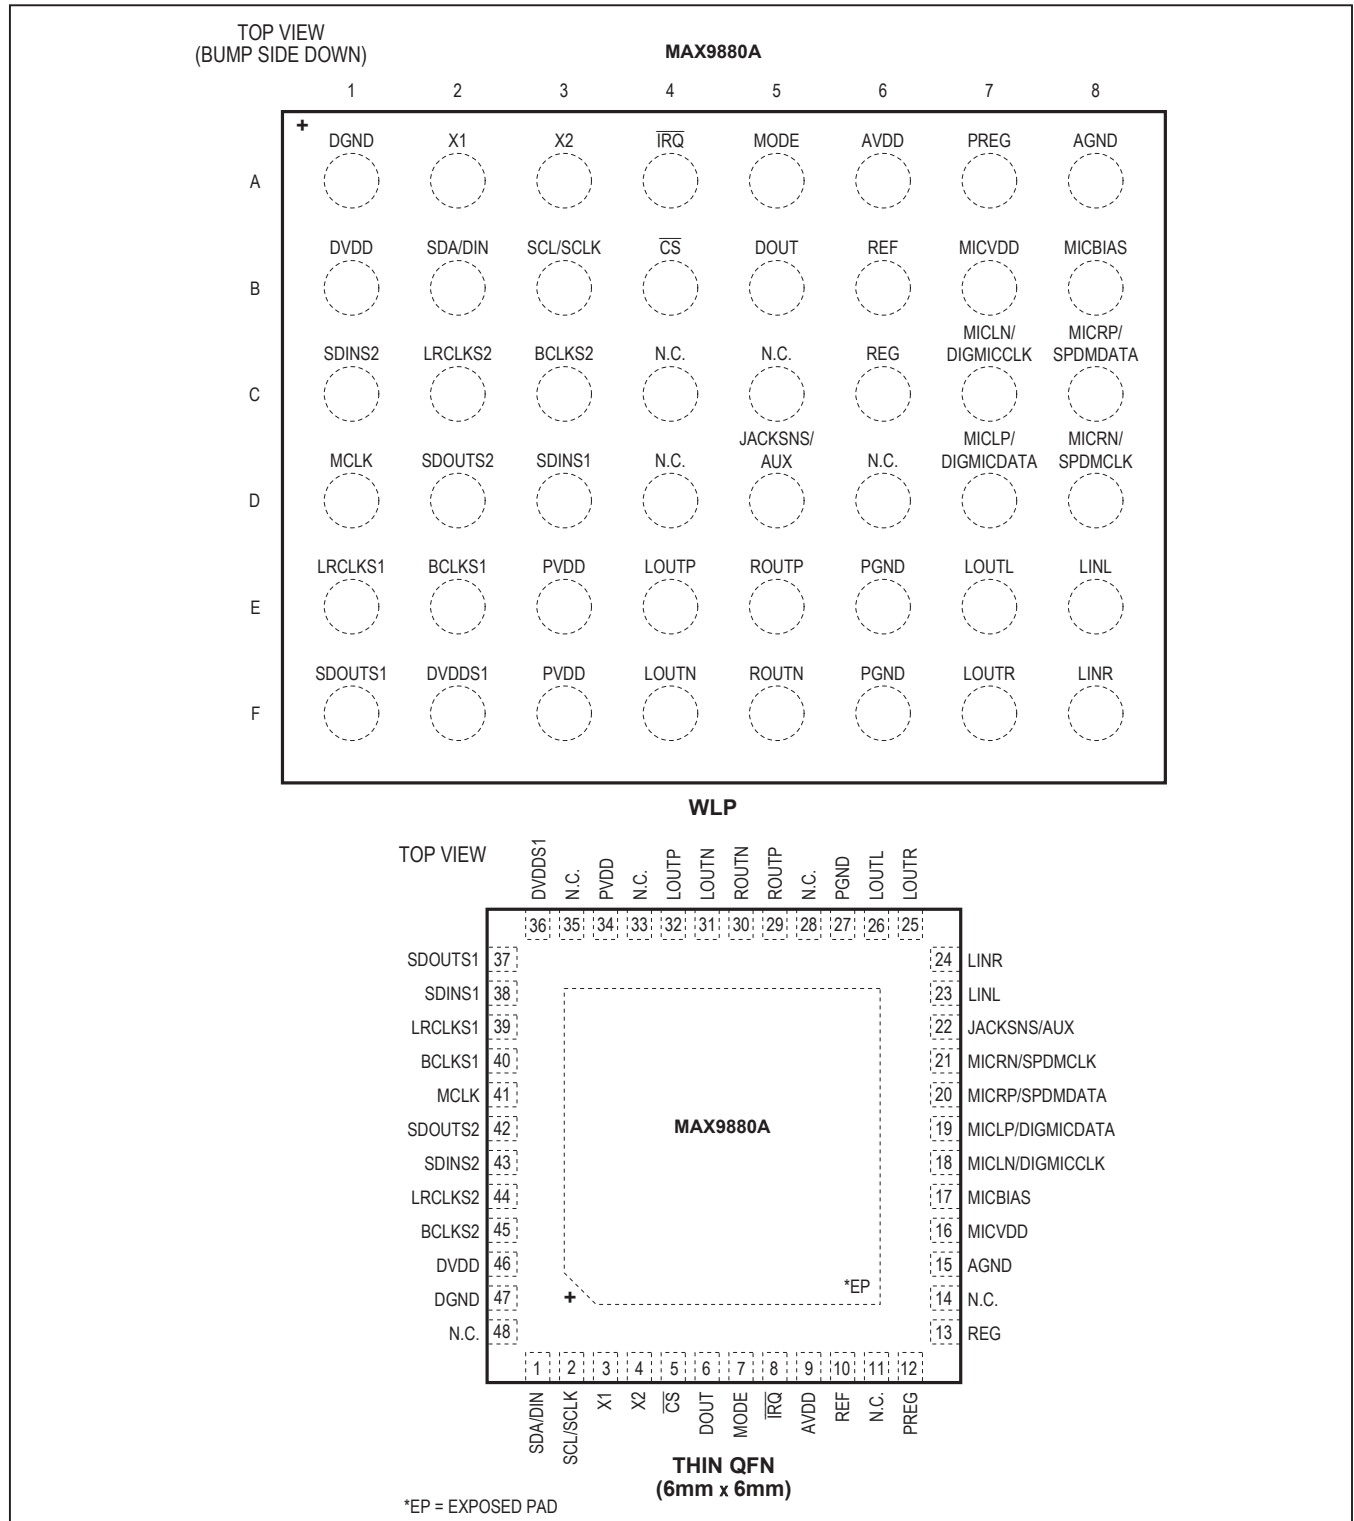 TOP VIEW
(BUMP SIDE DOWN)
MAX9880A
1 2 3 4 5 6 7 8
+
A
DGND X1 X2 IRQ MODE AVDD PREG AGND
B
DVDD SDA/DIN SCL/SCLK CS DOUT REF MICVDD MICBIAS
C
SDINS2 LRCLKS2 BCLKS2 N.C. N.C. REG MICLN/DIGMICCLK MICRP/SPDMDATA
D
MCLK SDOUTS2 SDINS1 N.C. JACKSNS/AUX N.C. MICLP/DIGMICDATA MICRN/SPDMCLK
E
LRCLKS1 BCLKS1 PVDD LOUTP ROUTP PGND LOUTL LINL
F
SDOUTS1 DVDDS1 PVDD LOUTN ROUTN PGND LOUTR LINR
WLP
TOP VIEW
DVDDS1 N.C. PVDD N.C. LOUTP LOUTN ROUTN ROUTP N.C. PGND LOUTL LOUTR
36 35 34 33 32 31 30 29 28 27 26 25
SDOUTS1 37
SDINS1 38
LRCLKS1 39
BCLKS1 40
MCLK 41
SDOUTS2 42
SDINS2 43
LRCLKS2 44
BCLKS2 45
DVDD 46
DGND 47
N.C. 48
MAX9880A
*EP
+
24 LINR
23 LINL
22 JACKSNS/AUX
21 MICRN/SPDMCLK
20 MICRP/SPDMDATA
19 MICLP/DIGMICDATA
18 MICLN/DIGMICCLK
17 MICBIAS
16 MICVDD
15 AGND
14 N.C.
13 REG
1 2 3 4 5 6 7 8 9 10 11 12
SDA/DIN SCL/SCLK X1 X2 CS DOUT MODE IRQ AVDD REF N.C. PREG
THIN QFN
(6mm x 6mm)
*EP = EXPOSED PAD